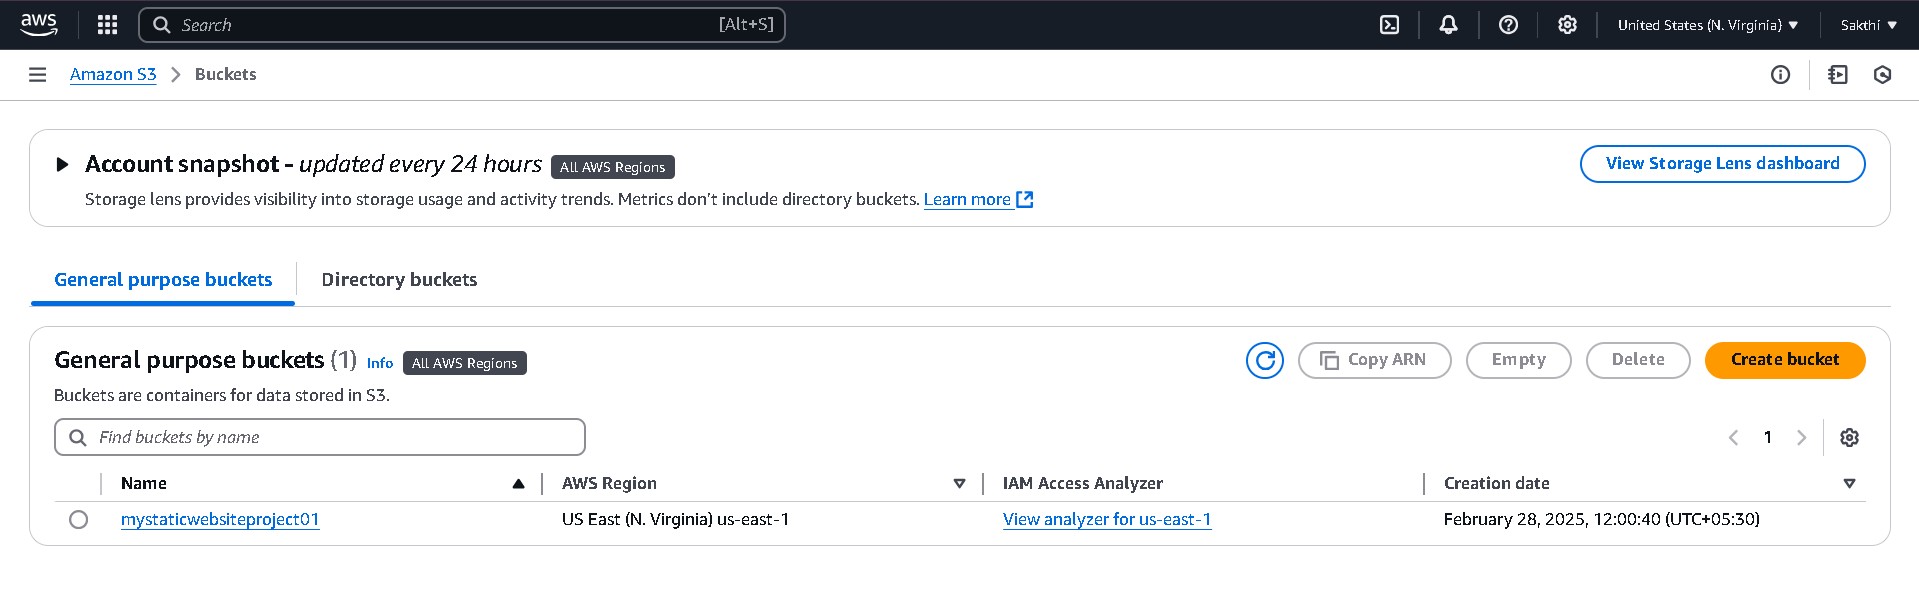 aws Search [Alt+S] United States (N. Virginia) Sakthi
Amazon S3 Buckets
Account snapshot - updated every 24 hours All AWS Regions View Storage Lens dashboard
Storage lens provides visibility into storage usage and activity trends. Metrics don't include directory buckets. Learn more
General purpose buckets Directory buckets
General purpose buckets (1) Info All AWS Regions Copy ARN Empty Delete Create bucket
Buckets are containers for data stored in S3.
Find buckets by name 1
Name AWS Region IAM Access Analyzer Creation date
mystaticwebsiteproject01 US East (N. Virginia) us-east-1 View analyzer for us-east-1 February 28, 2025, 12:00:40 (UTC+05:30)